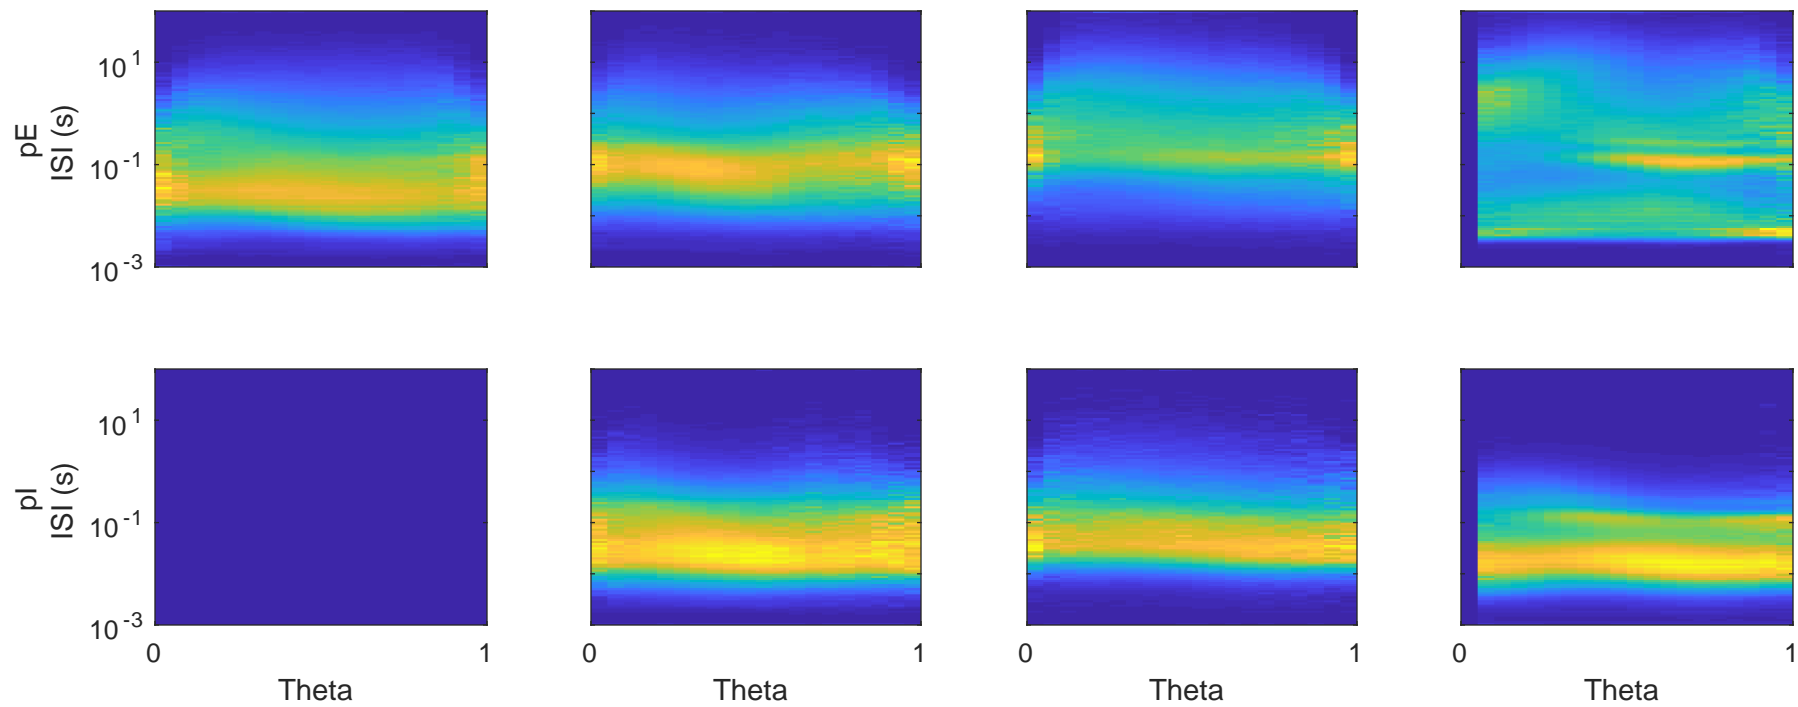 pE
ISI (s)
10^1
10^-1
10^-3
pI
ISI (s)
10^1
10^-1
10^-3
0 1 0 1 0 1 0 1
Theta Theta Theta Theta